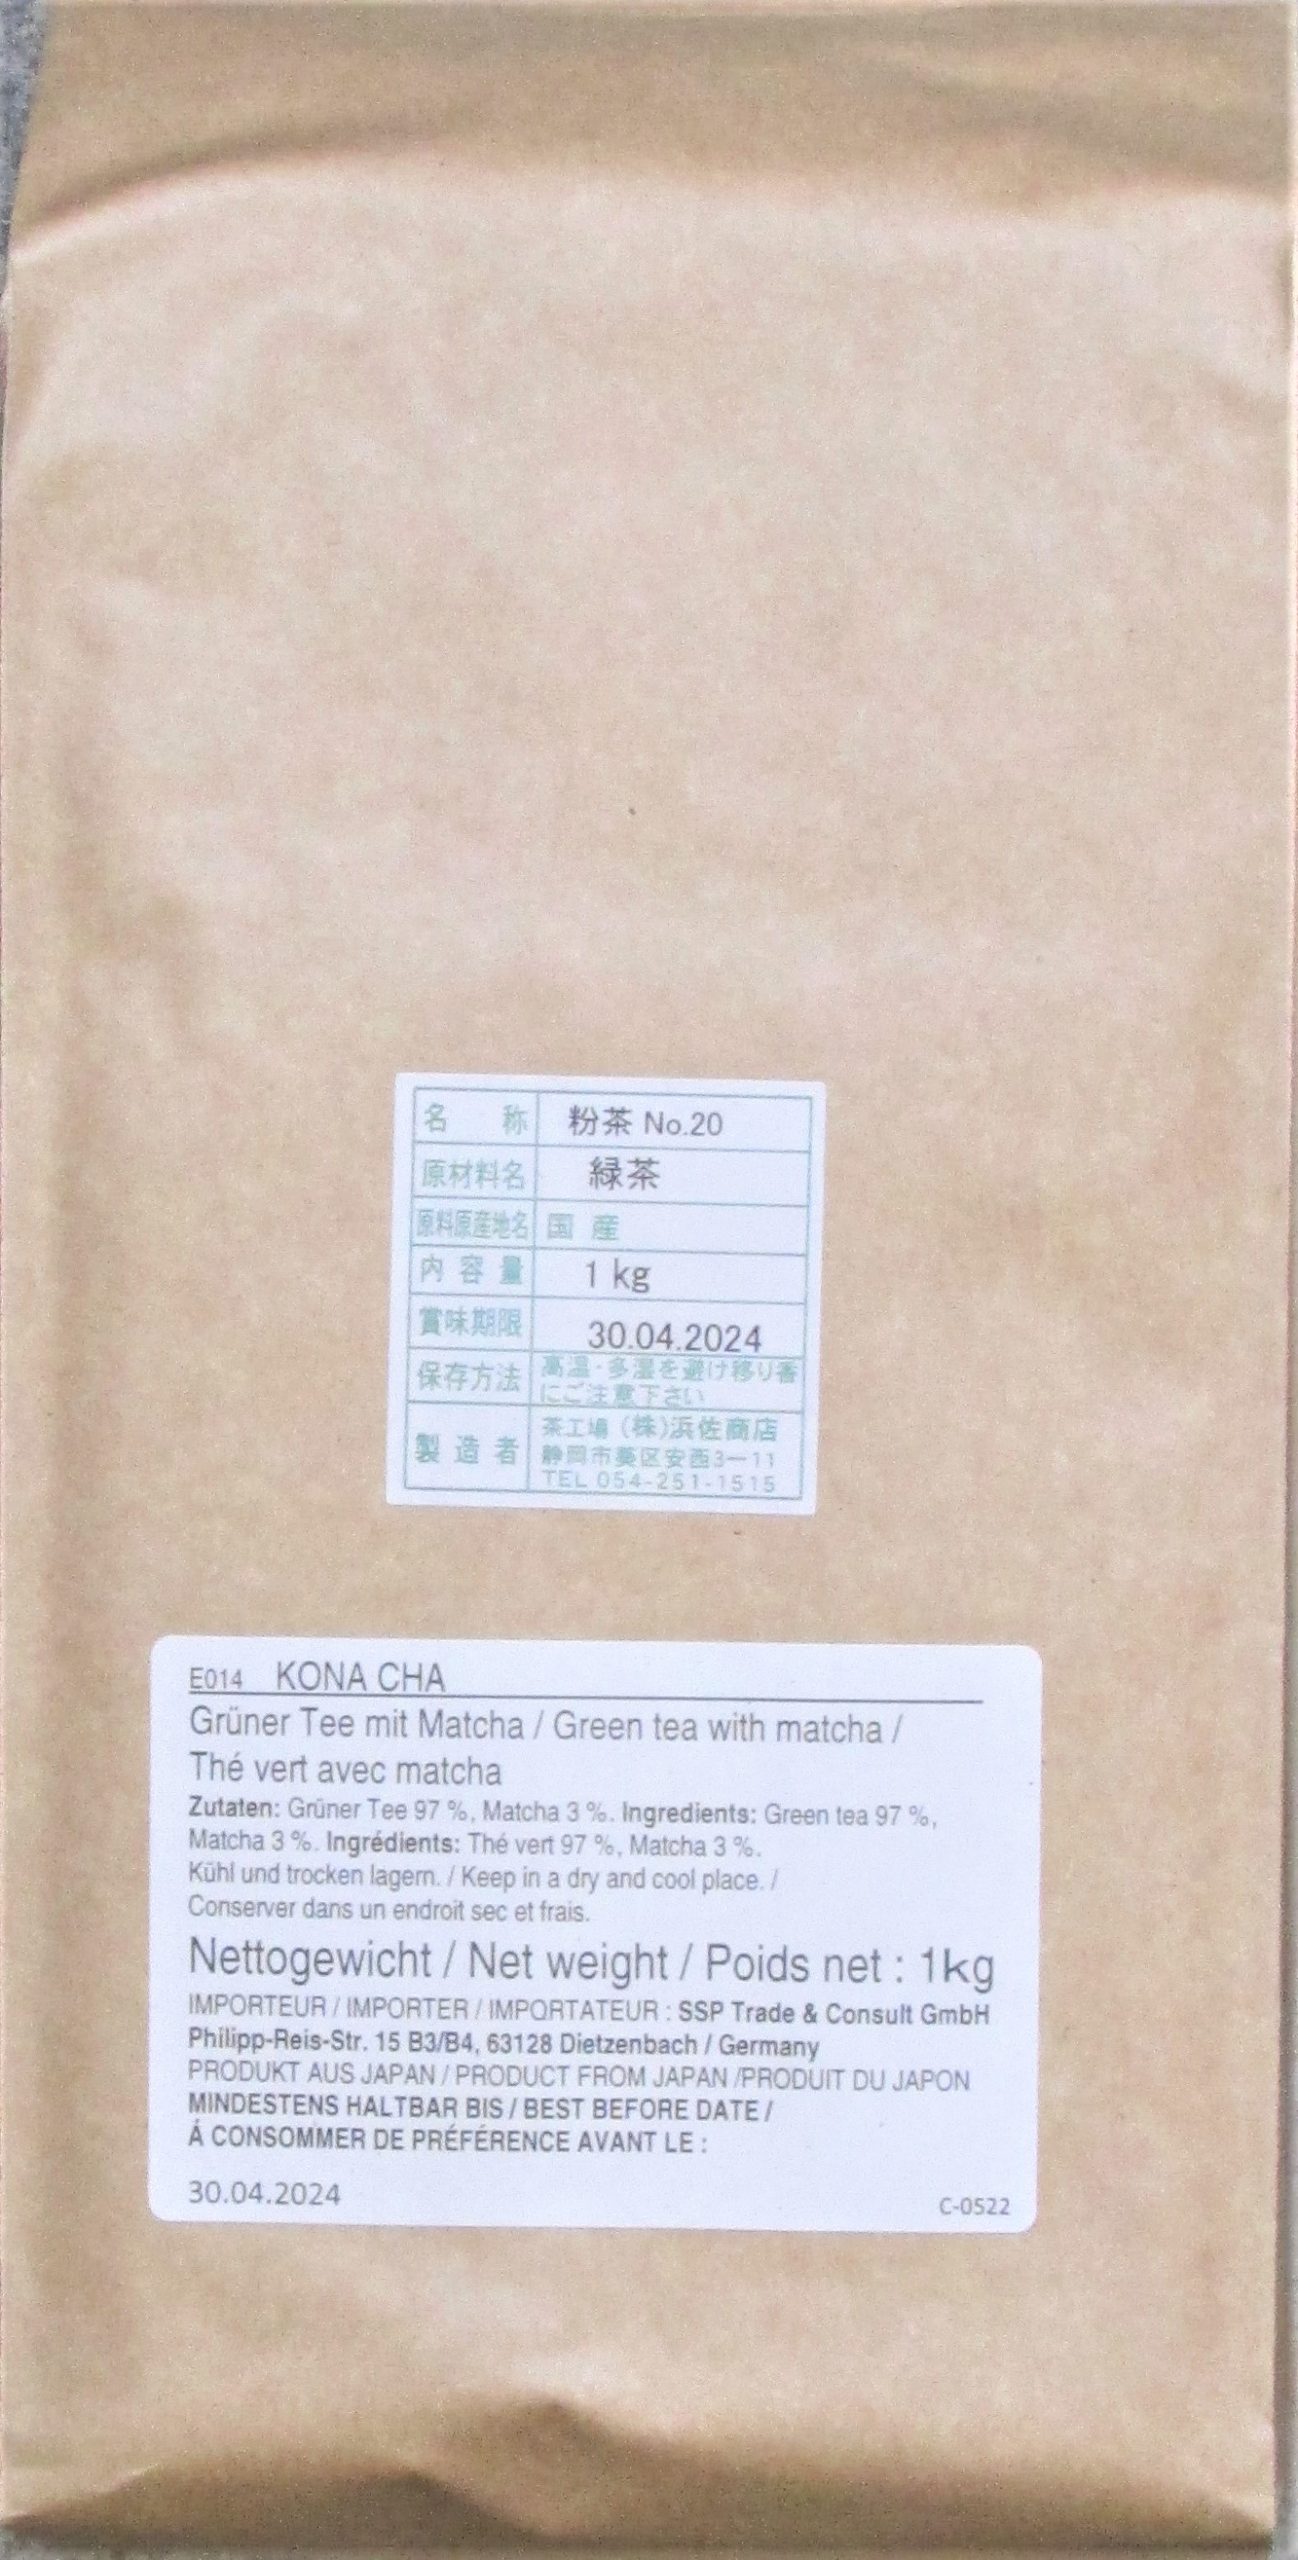 名 称 粉茶 No.20
原材料名 緑茶
原料原産地名 国 産
内 容 量 1 kg
賞味期限 30.04.2024
保存方法 高温・多湿を避け移り香
にご注意下さい
製 造 者 茶工場 (株)浜佐商店
静岡市葵区安西3ー11
TEL 054-251-1515
E014 KONA CHA
Grüner Tee mit Matcha / Green tea with matcha /
Thé vert avec matcha
Zutaten: Grüner Tee 97 %, Matcha 3 %. Ingredients: Green tea 97 %,
Matcha 3 %. Ingrédients: Thé vert 97 %, Matcha 3 %.
Kühl und trocken lagern. / Keep in a dry and cool place. /
Conserver dans un endroit sec et frais.
Nettogewicht / Net weight / Poids net : 1kg
IMPORTEUR / IMPORTER / IMPORTATEUR : SSP Trade & Consult GmbH
Philipp-Reis-Str. 15 B3/B4, 63128 Dietzenbach / Germany
PRODUKT AUS JAPAN / PRODUCT FROM JAPAN /PRODUIT DU JAPON
MINDESTENS HALTBAR BIS / BEST BEFORE DATE /
Á CONSOMMER DE PRÉFÉRENCE AVANT LE :
30.04.2024
C-0522